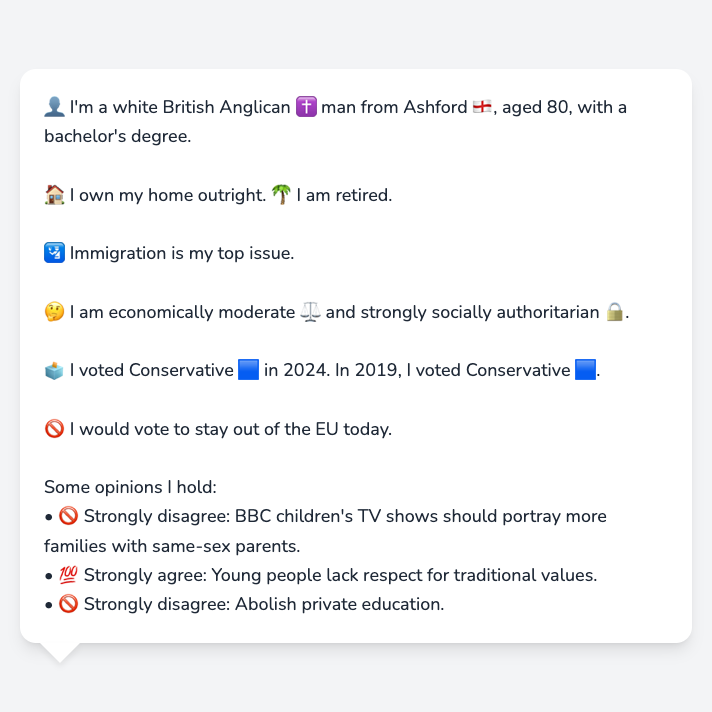 👤 I'm a white British Anglican ✝️ man from Ashford 🏴󠁧󠁢󠁥󠁮󠁧󠁿, aged 80, with a
bachelor's degree.
🏠 I own my home outright. 🌴 I am retired.
🛂 Immigration is my top issue.
🤔 I am economically moderate ⚖️ and strongly socially authoritarian 🔒.
🗳️ I voted Conservative 🟦 in 2024. In 2019, I voted Conservative 🟦.
🚫 I would vote to stay out of the EU today.
Some opinions I hold:
• 🚫 Strongly disagree: BBC children's TV shows should portray more
families with same-sex parents.
• 💯 Strongly agree: Young people lack respect for traditional values.
• 🚫 Strongly disagree: Abolish private education.